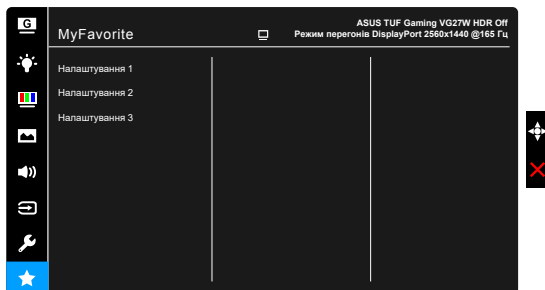 G
ASUS TUF Gaming VG27W HDR Off
MyFavorite
Режим перегонів DisplayPort 2560x1440 @165 Гц
Налаштування 1
Налаштування 2
Налаштування 3